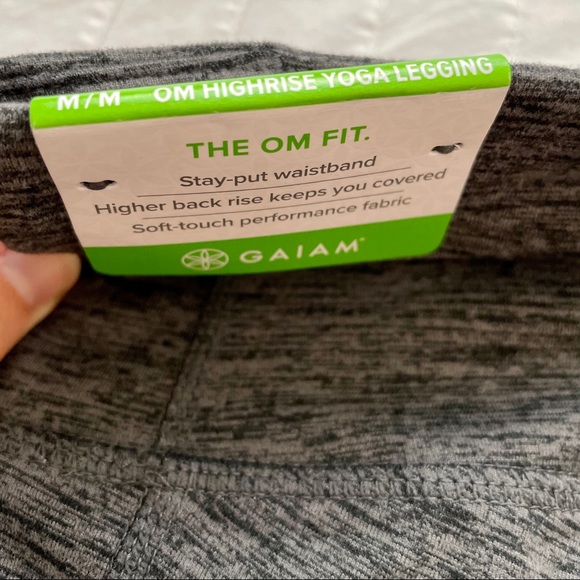 M/M OM HIGHRISE YOGA LEGGING
THE OM FIT.
Stay-put waistband
Higher back rise keeps you covered
Soft-touch performance fabric
GAIAM